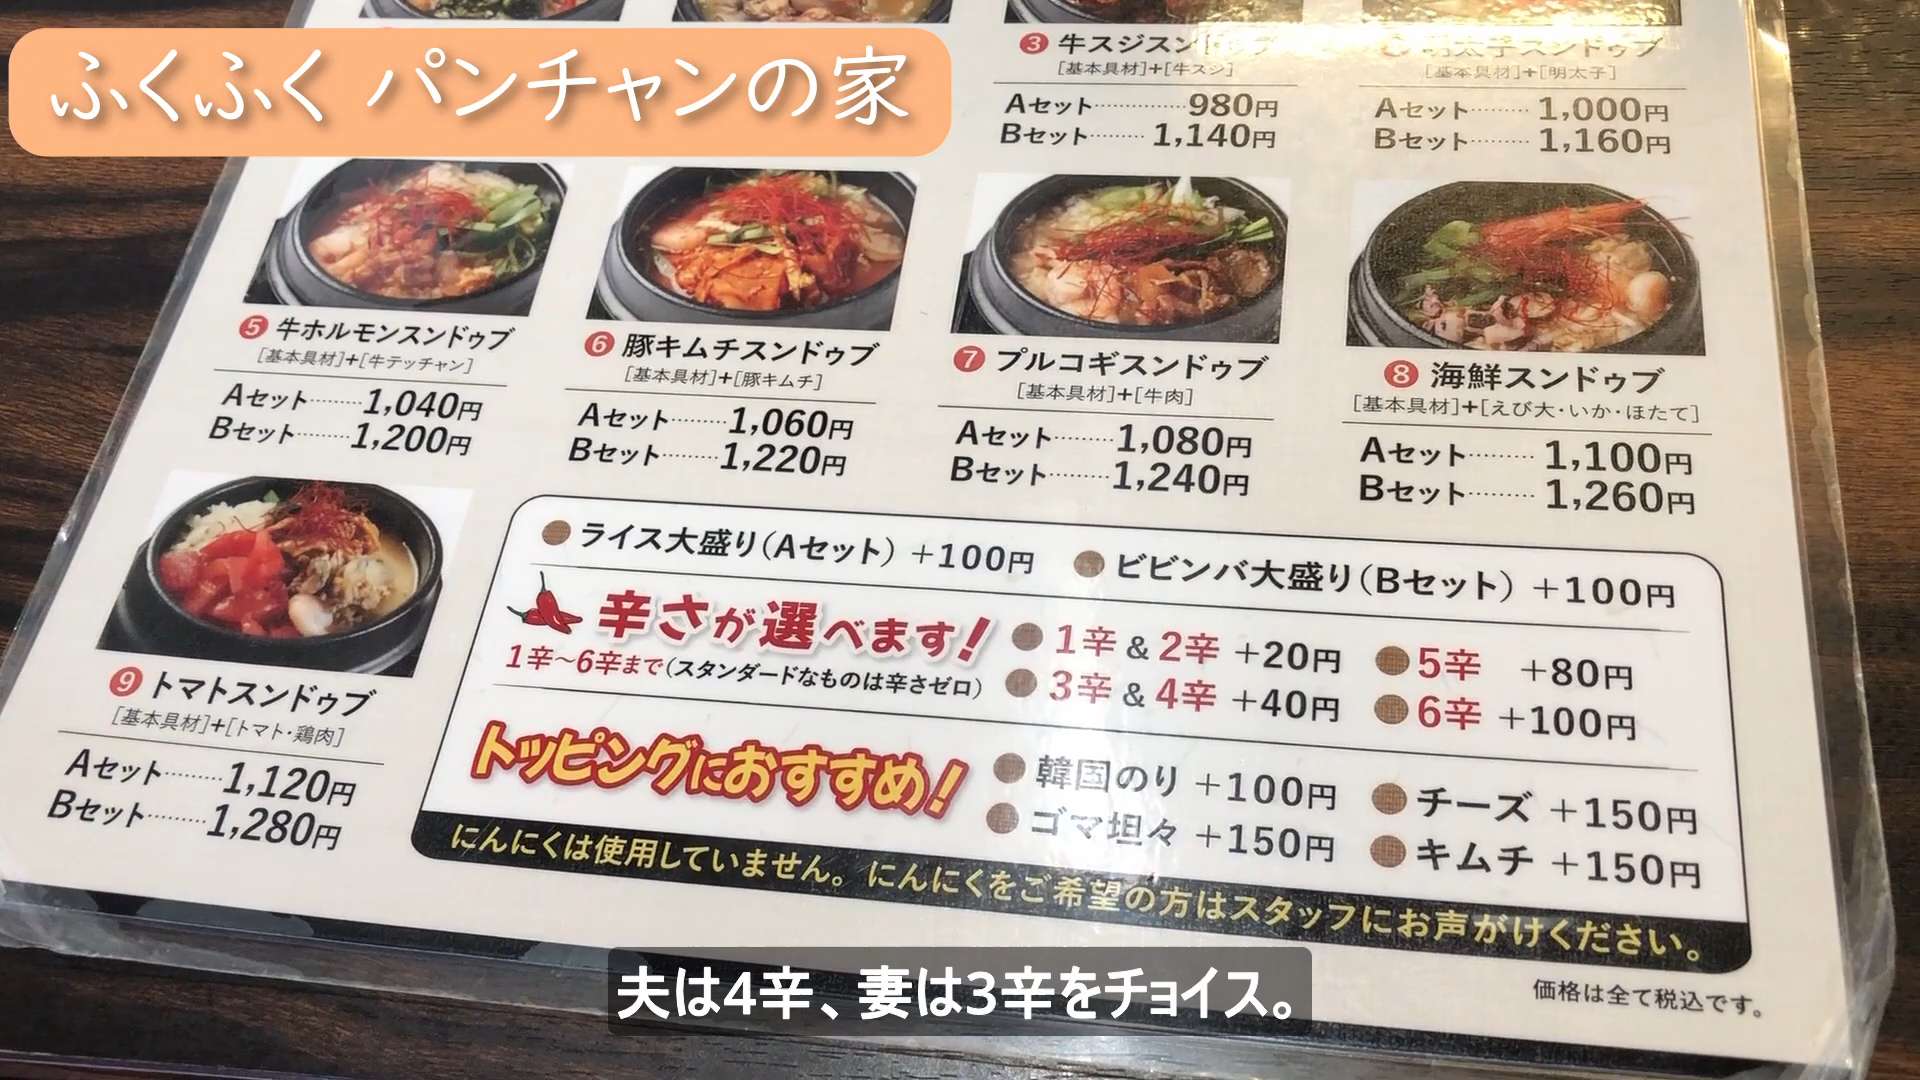 ふくふく パンチャンの家
3 牛スジスンドゥブ
[基本具材]+[牛スジ]
Aセット 980円
Bセット 1,140円
明太子スンドゥブ
[基本具材]+[明太子]
Aセット 1,000円
Bセット 1,160円
5 牛ホルモンスンドゥブ
[基本具材]+[牛テッチャン]
Aセット 1,040円
Bセット 1,200円
6 豚キムチスンドゥブ
[基本具材]+[豚キムチ]
Aセット 1,060円
Bセット 1,220円
7 プルコギスンドゥブ
[基本具材]+[牛肉]
Aセット 1,080円
Bセット 1,240円
8 海鮮スンドゥブ
[基本具材]+[えび大・いか・ほたて]
Aセット 1,100円
Bセット 1,260円
9 トマトスンドゥブ
[基本具材]+[トマト・鶏肉]
Aセット 1,120円
Bセット 1,280円
ライス大盛り(Aセット) +100円
ビビンバ大盛り(Bセット) +100円
辛さが選べます!
1辛~6辛まで(スタンダードなものは辛さゼロ)
1辛 & 2辛 +20円
5辛 +80円
3辛 & 4辛 +40円
6辛 +100円
トッピングにおすすめ!
韓国のり +100円
チーズ +150円
ゴマ坦々 +150円
キムチ +150円
にんにくは使用していません。にんにくをご希望の方はスタッフにお声がけください。
価格は全て税込です。
夫は4辛、妻は3辛をチョイス。